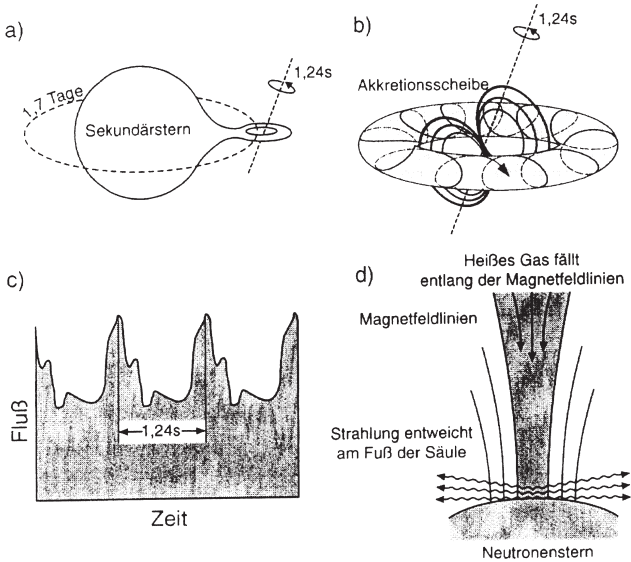 a)
1,24s
1,7 Tage
Sekundärstern
b)
1,24s
Akkretionsscheibe
c)
Fluß
1,24s
Zeit
d)
Heißes Gas fällt
entlang der Magnetfeldlinien
Magnetfeldlinien
Strahlung entweicht
am Fuß der Säule
Neutronenstern